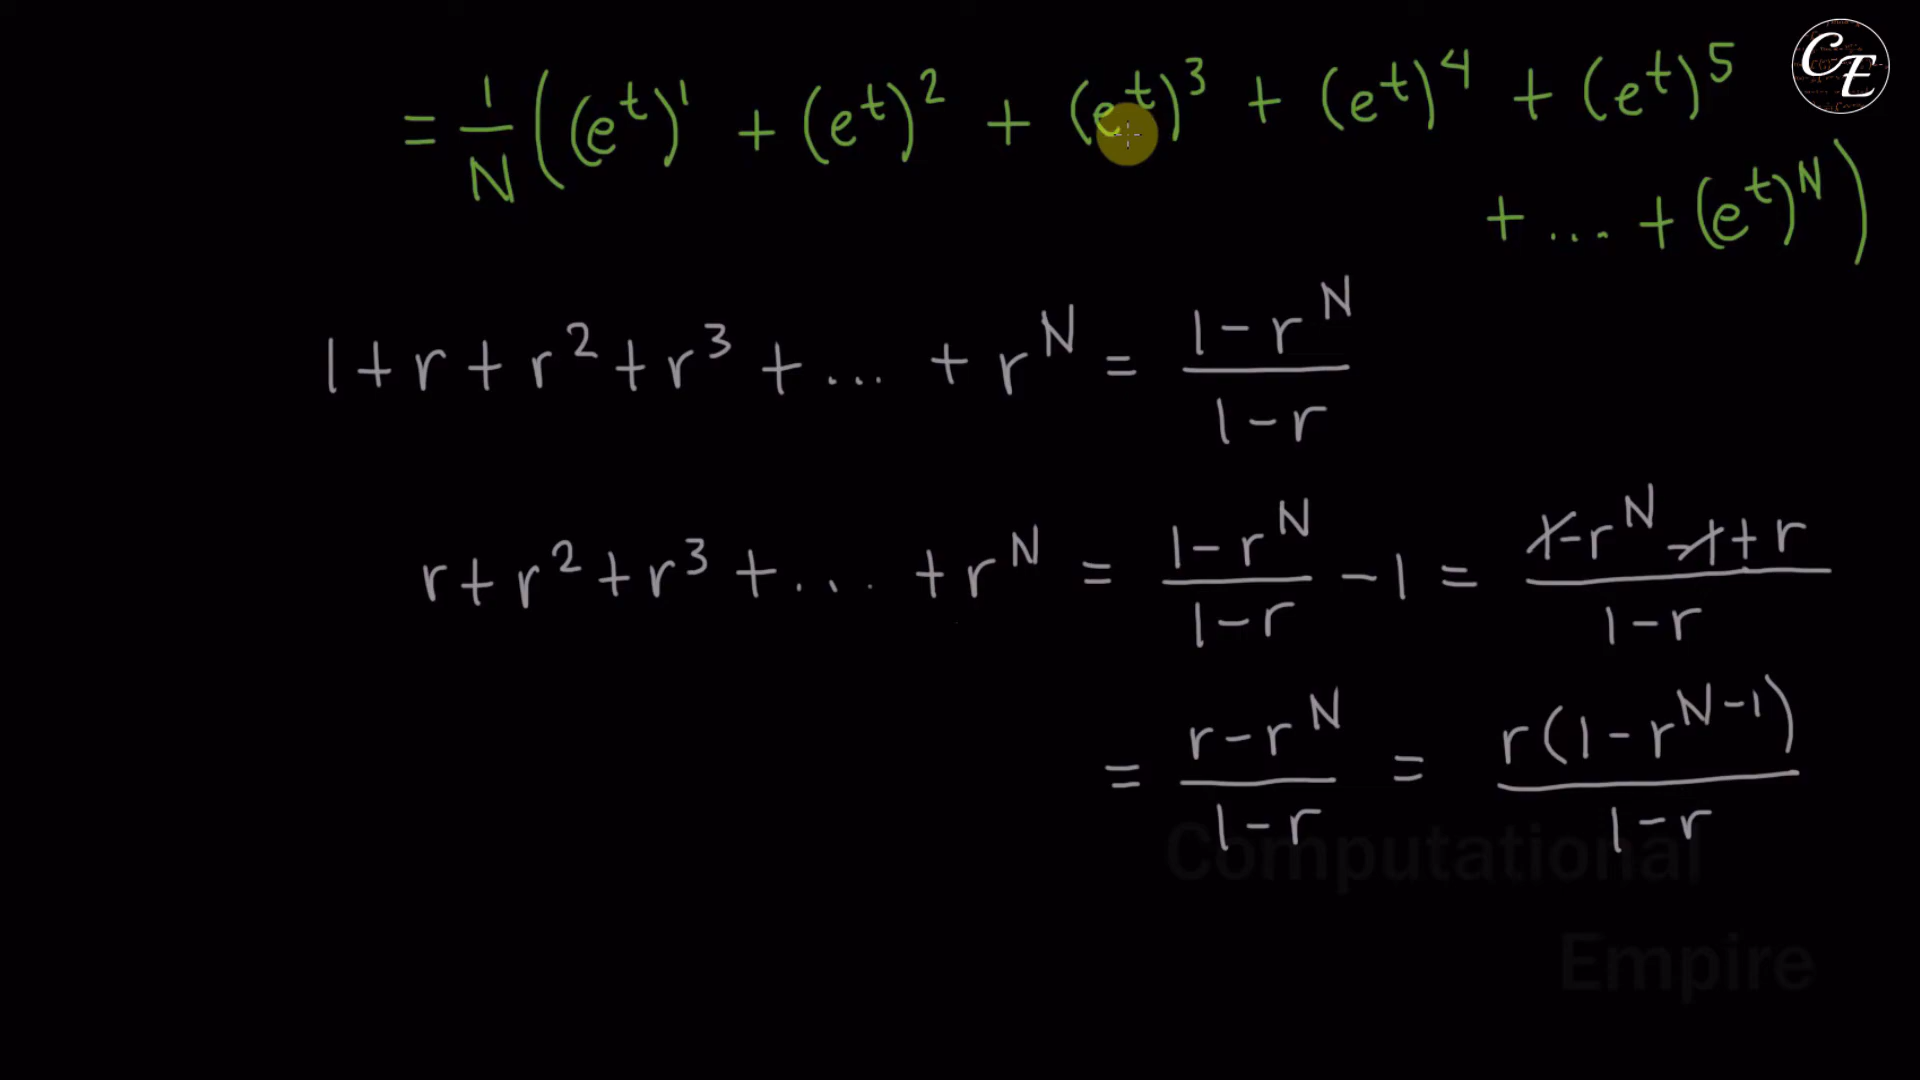 CE
= 1/N ((e^t)^1 + (e^t)^2 + (e^t)^3 + (e^t)^4 + (e^t)^5
+ ... + (e^t)^N)
1 + r + r^2 + r^3 + ... + r^N = (1 - r^N)/(1 - r)
r + r^2 + r^3 + ... + r^N = (1 - r^N)/(1 - r) - 1 = (1 - r^N - 1 + r)/(1 - r)
= (r - r^N)/(1 - r) = r(1 - r^(N-1))/(1 - r)
Computational
Empire